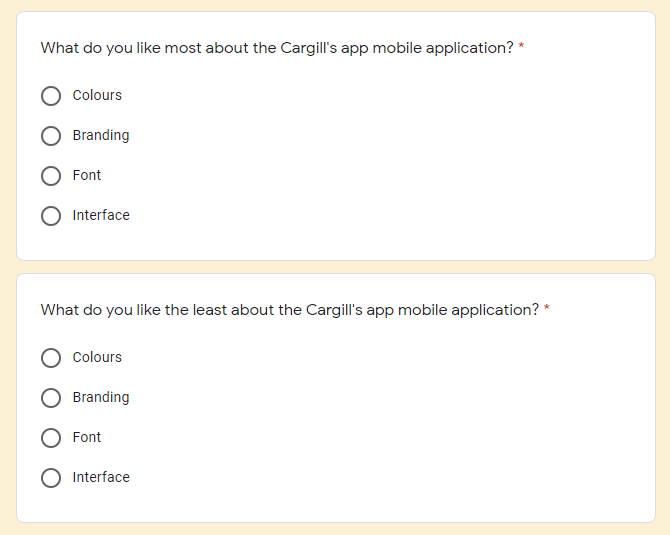 What do you like most about the Cargill's app mobile application? *
Colours
Branding
Font
Interface
What do you like the least about the Cargill's app mobile application? *
Colours
Branding
Font
Interface